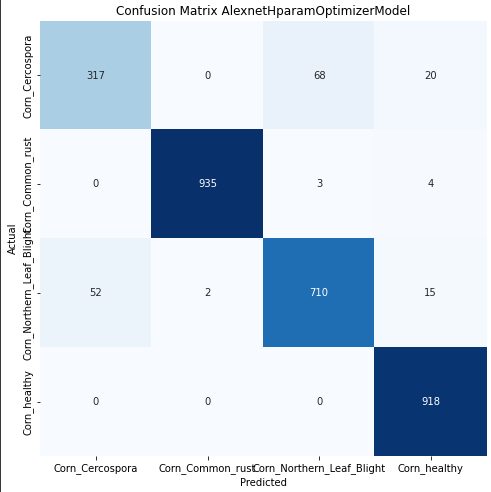 Confusion Matrix AlexnetHparamOptimizerModel
Actual
Corn_Cercospora
317 0 68 20
Corn_Common_rust
0 935 3 4
Corn_Northern_Leaf_Blight
52 2 710 15
Corn_healthy
0 0 0 918
Corn_Cercospora Corn_Common_rust Corn_Northern_Leaf_Blight Corn_healthy
Predicted